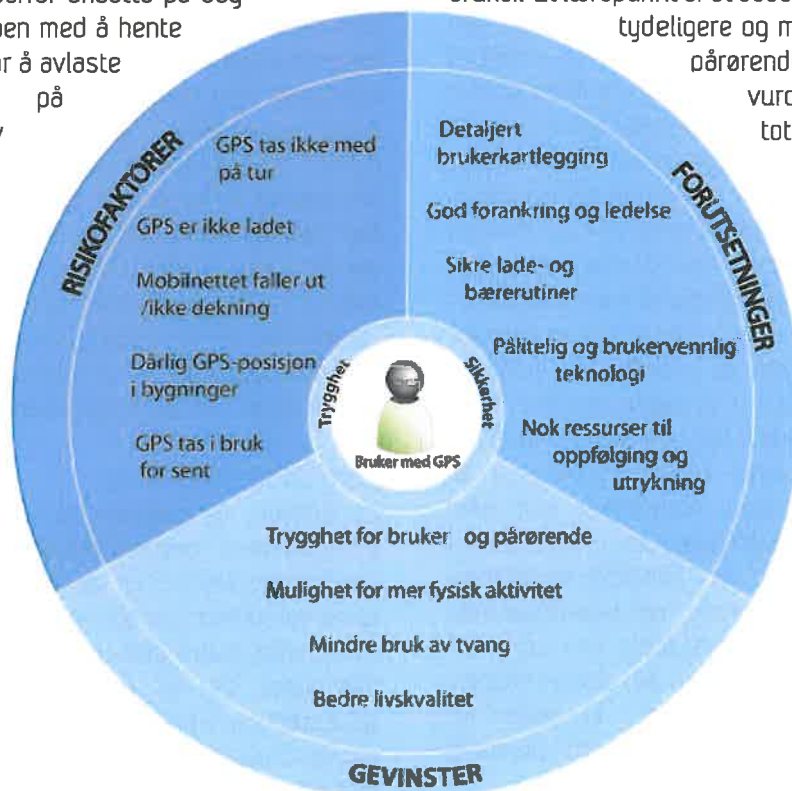 på dag
pen med å hente
or å avlaste
på
tydeligere og m
pårørend
tot
RISIKOFAKTORER
GPS tas ikke med
på tur
GPS er ikke ladet
Mobilnettet faller ut
/ikke dekning
Dårlig GPS-posisjon
i bygninger
GPS tas i bruk
for sent
FORUTSETNINGER
Detaljert
brukerkartlegging
God forankring og ledelse
Sikre lade- og
bærerutiner
Pålitelig og brukervennlig
teknologi
Nok ressurser til
oppfølging og
utrykning
Trygghet
Sikkerhet
Bruker med GPS
Trygghet for bruker og pårørende
Mulighet for mer fysisk aktivitet
Mindre bruk av tvang
Bedre livskvalitet
GEVINSTER